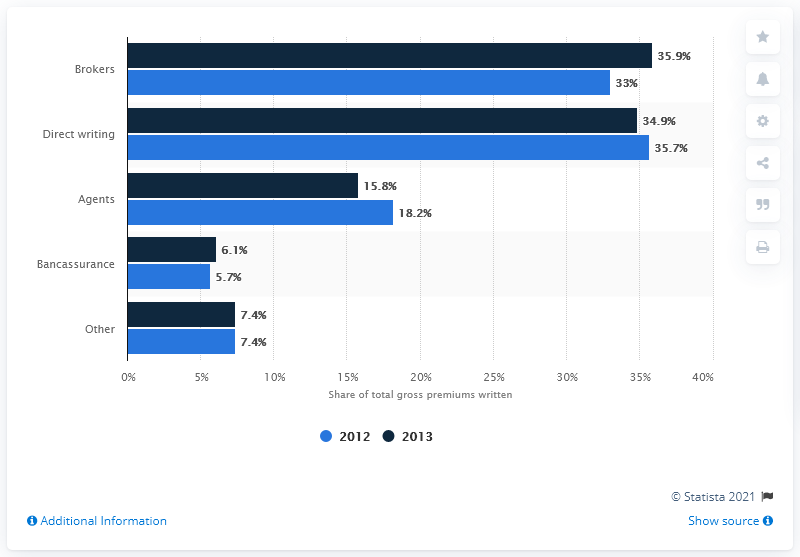 Brokers
35.9%
33%
Direct writing
34.9%
35.7%
Agents
15.8%
18.2%
Bancassurance
6.1%
5.7%
Other
7.4%
7.4%
0% 5% 10% 15% 20% 25% 30% 35% 40%
Share of total gross premiums written
2012 2013
© Statista 2021
Additional Information
Show source